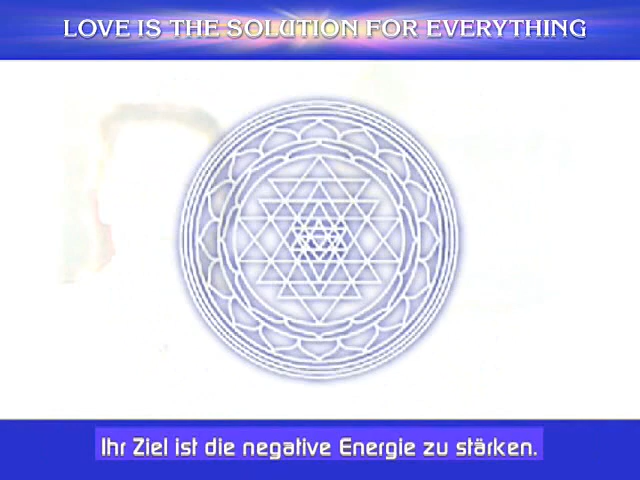 LOVE IS THE SOLUTION FOR EVERYTHING
Ihr Ziel ist die negative Energie zu stärken.